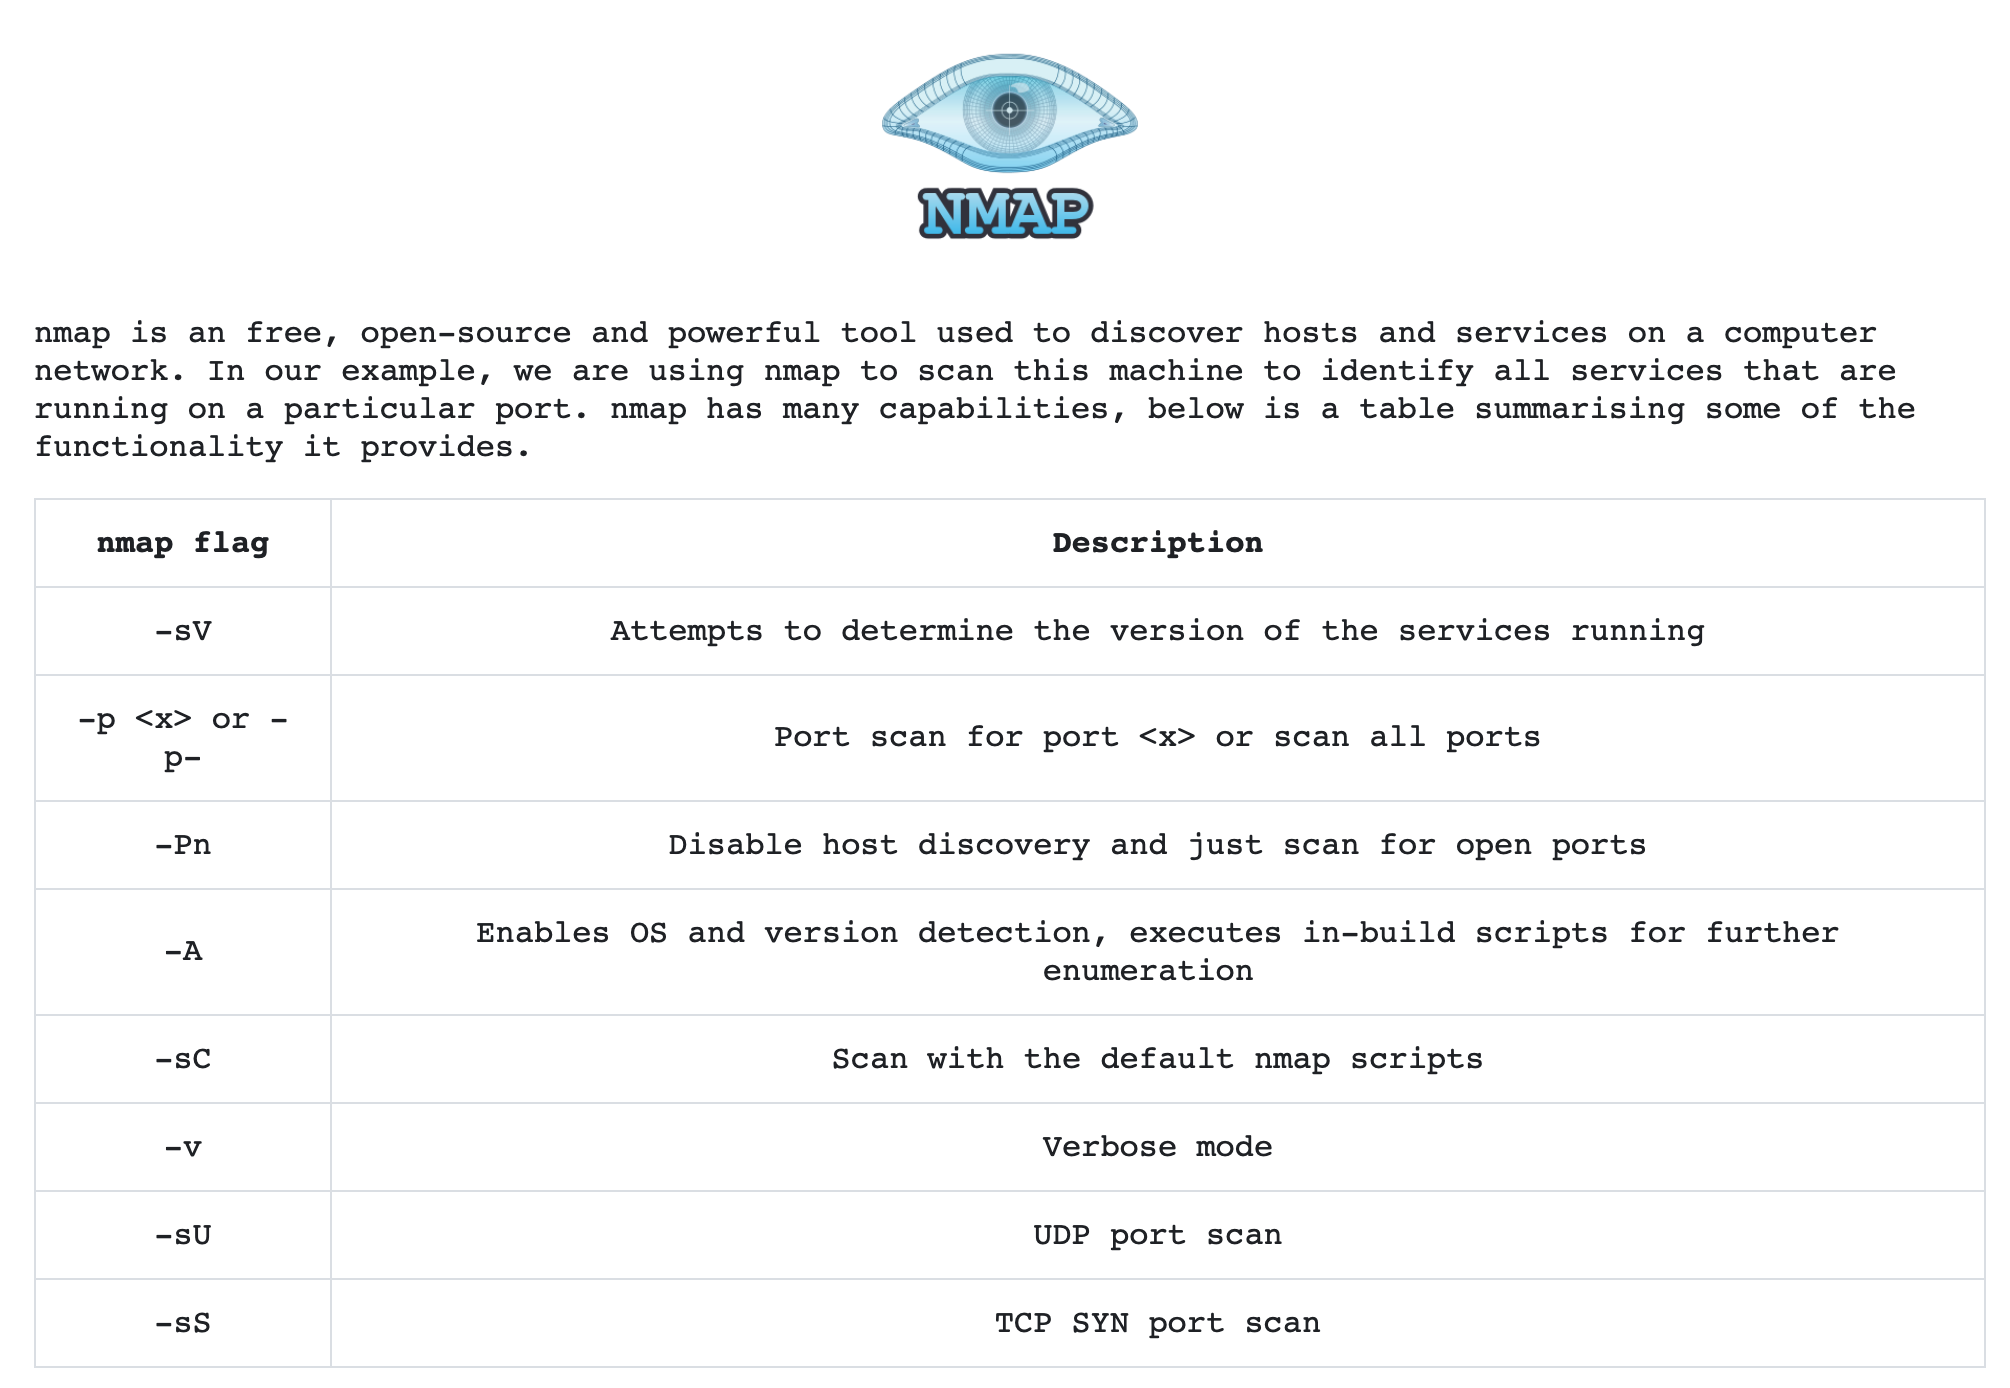 NMAP
nmap is an free, open-source and powerful tool used to discover hosts and services on a computer
network. In our example, we are using nmap to scan this machine to identify all services that are
running on a particular port. nmap has many capabilities, below is a table summarising some of the
functionality it provides.
nmap flag Description
-sV Attempts to determine the version of the services running
-p <x> or -
p-
Port scan for port <x> or scan all ports
-Pn Disable host discovery and just scan for open ports
-A
Enables OS and version detection, executes in-build scripts for further
enumeration
-sC Scan with the default nmap scripts
-v Verbose mode
-sU UDP port scan
-sS TCP SYN port scan